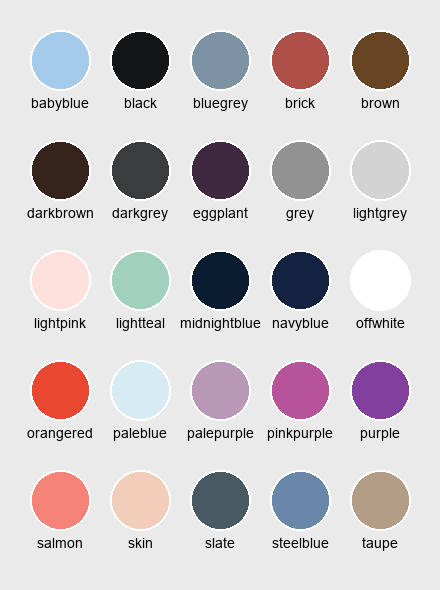 babyblue black bluegrey brick brown
darkbrown darkgrey eggplant grey lightgrey
lightpink lightteal midnightblue navyblue offwhite
orangered paleblue palepurple pinkpurple purple
salmon skin slate steelblue taupe